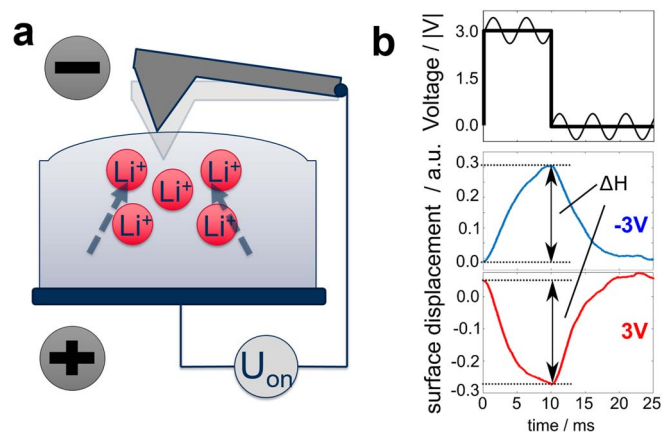 a
Li+
Li+
Li+
Li+
Li+
Uon
b
Voltage / |V|
3.0
0.0
surface displacement / a.u.
0.3
0.2
0.1
0.0
ΔH
-3V
0.0
-0.1
-0.2
-0.3
3V
0 5 10 15 20 25
time / ms